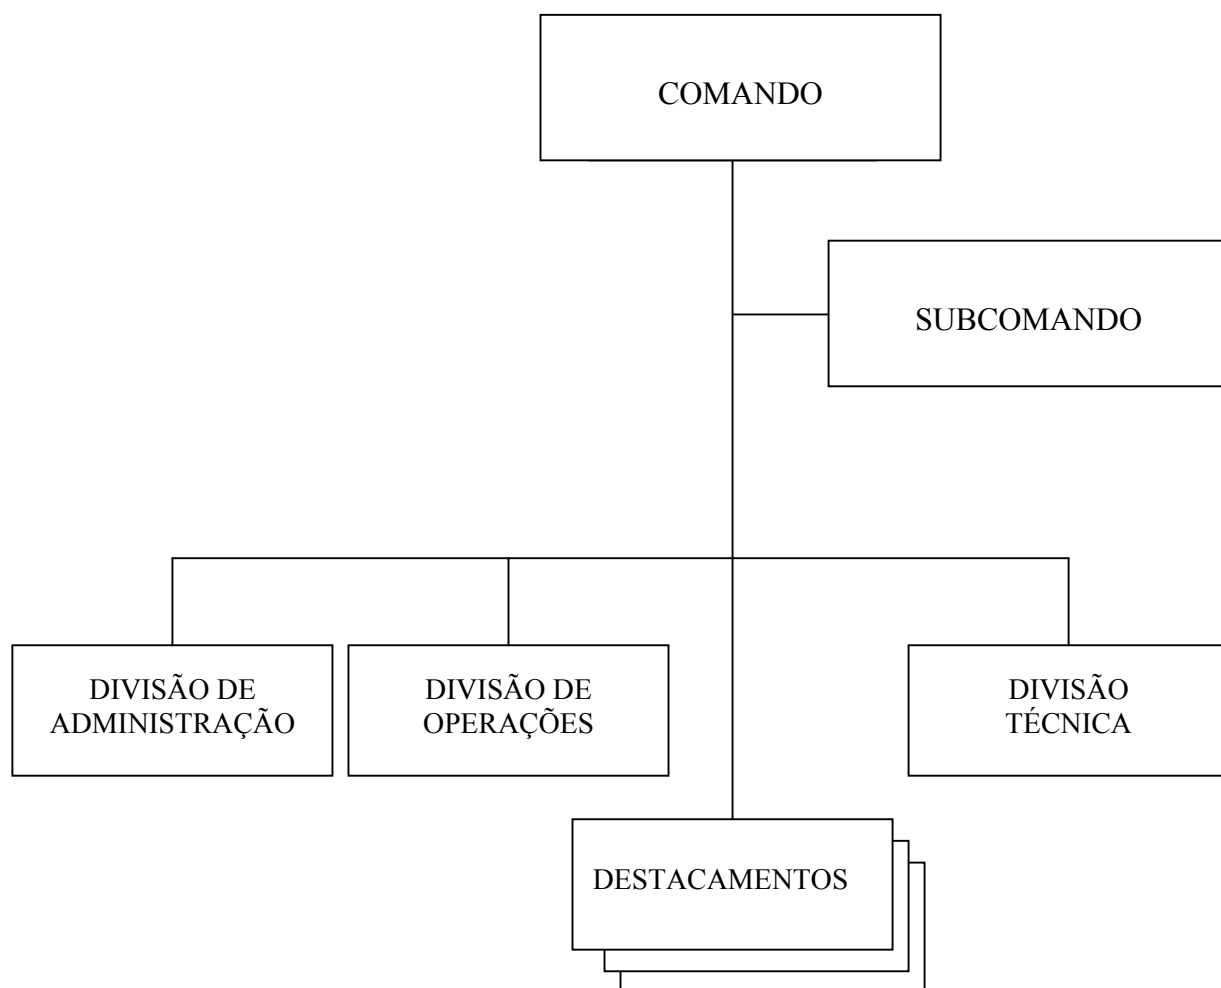 COMANDO
SUBCOMANDO
DIVISÃO DE
ADMINISTRAÇÃO
DIVISÃO DE
OPERAÇÕES
DIVISÃO
TÉCNICA
DESTACAMENTOS